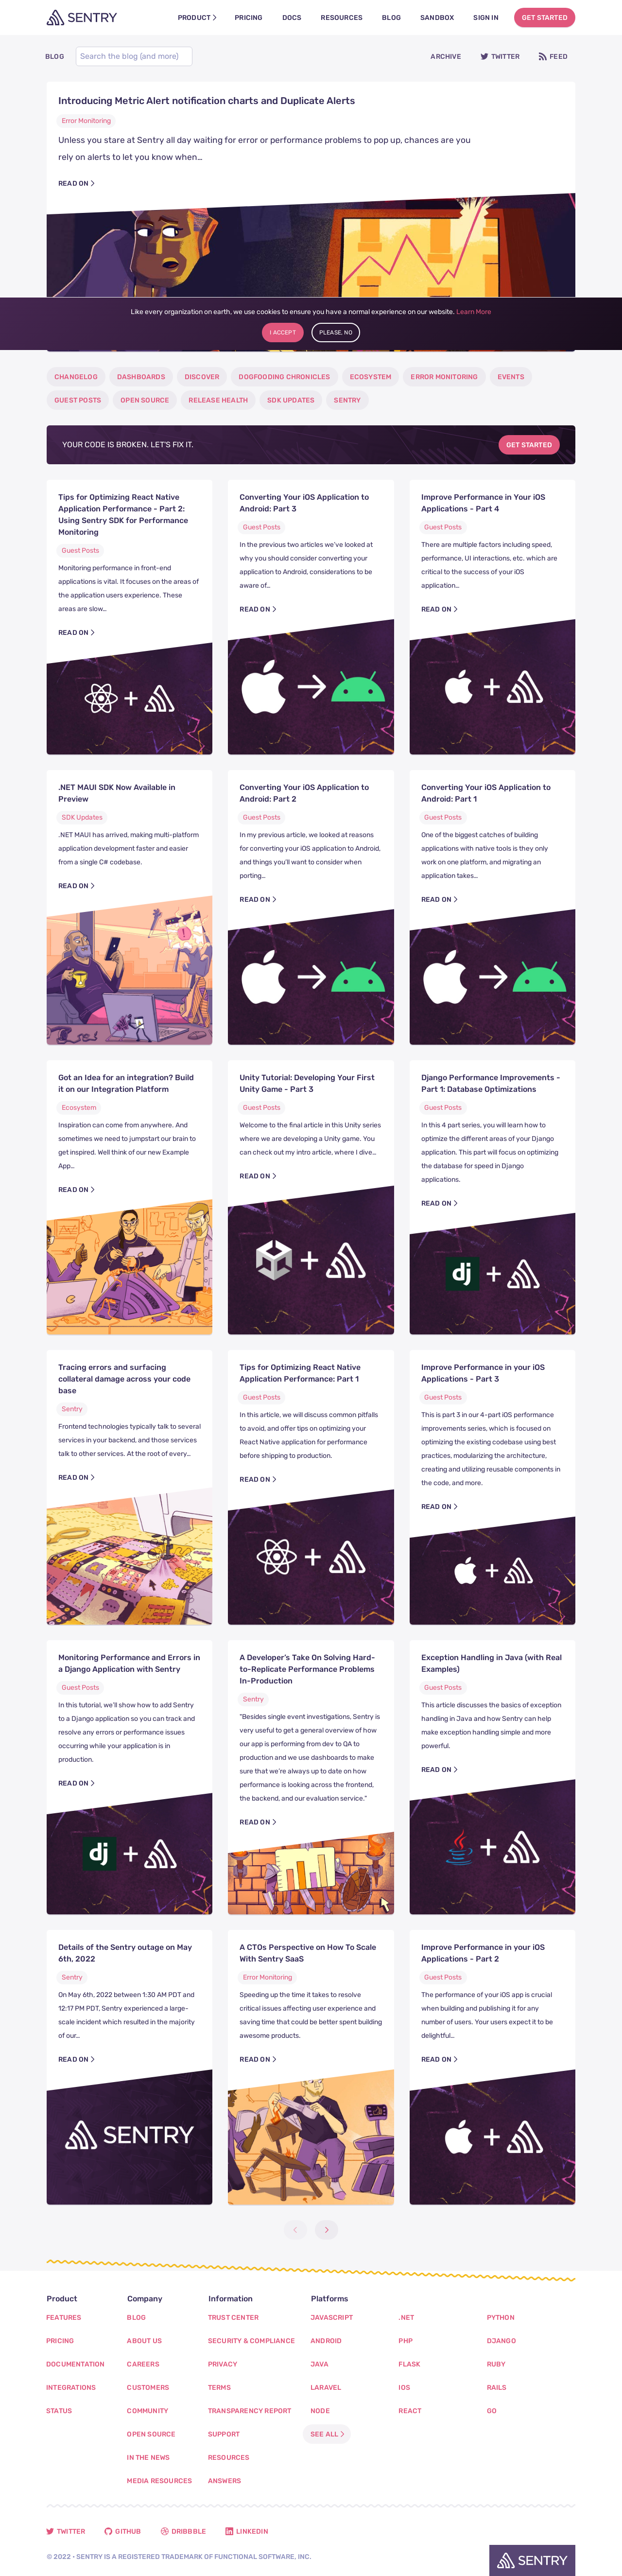 SENTRY
PRODUCT
PRICING
DOCS
RESOURCES
BLOG
SANDBOX
SIGN IN
GET STARTED
BLOG
Search the blog (and more)
ARCHIVE
TWITTER
FEED
Introducing Metric Alert notification charts and Duplicate Alerts
Error Monitoring
Unless you stare at Sentry all day waiting for error or performance problems to pop up, chances are you
rely on alerts to let you know when…
READ ON
Like every organization on earth, we use cookies to ensure you have a normal experience on our website. Learn More
I ACCEPT
PLEASE, NO
CHANGELOG
DASHBOARDS
DISCOVER
DOGFOODING CHRONICLES
ECOSYSTEM
ERROR MONITORING
EVENTS
GUEST POSTS
OPEN SOURCE
RELEASE HEALTH
SDK UPDATES
SENTRY
YOUR CODE IS BROKEN. LET'S FIX IT.
GET STARTED
Tips for Optimizing React Native
Application Performance - Part 2:
Using Sentry SDK for Performance
Monitoring
Guest Posts
Monitoring performance in front-end
applications is vital. It focuses on the areas of
the application users experience. These
areas are slow…
READ ON
Converting Your iOS Application to
Android: Part 3
Guest Posts
In the previous two articles we've looked at
why you should consider converting your
application to Android, considerations to be
aware of…
READ ON
Improve Performance in Your iOS
Applications - Part 4
Guest Posts
There are multiple factors including speed,
performance, UI interactions, etc. which are
critical to the success of your iOS
application…
READ ON
.NET MAUI SDK Now Available in
Preview
SDK Updates
.NET MAUI has arrived, making multi-platform
application development faster and easier
from a single C# codebase.
READ ON
Converting Your iOS Application to
Android: Part 2
Guest Posts
In my previous article, we looked at reasons
for converting your iOS application to Android,
and things you'll want to consider when
porting…
READ ON
Converting Your iOS Application to
Android: Part 1
Guest Posts
One of the biggest catches of building
applications with native tools is they only
work on one platform, and migrating an
application takes…
READ ON
Got an Idea for an integration? Build
it on our Integration Platform
Ecosystem
Inspiration can come from anywhere. And
sometimes we need to jumpstart our brain to
get inspired. Well think of our new Example
App…
READ ON
Unity Tutorial: Developing Your First
Unity Game - Part 3
Guest Posts
Welcome to the final article in this Unity series
where we are developing a Unity game. You
can check out my intro article, where I dive…
READ ON
Django Performance Improvements -
Part 1: Database Optimizations
Guest Posts
In this 4 part series, you will learn how to
optimize the different areas of your Django
application. This part will focus on optimizing
the database for speed in Django
applications.
READ ON
dj
Tracing errors and surfacing
collateral damage across your code
base
Sentry
Frontend technologies typically talk to several
services in your backend, and those services
talk to other services. At the root of every…
READ ON
Tips for Optimizing React Native
Application Performance: Part 1
Guest Posts
In this article, we will discuss common pitfalls
to avoid, and offer tips on optimizing your
React Native application for performance
before shipping to production.
READ ON
Improve Performance in your iOS
Applications - Part 3
Guest Posts
This is part 3 in our 4-part iOS performance
improvements series, which is focused on
optimizing the existing codebase using best
practices, modularizing the architecture,
creating and utilizing reusable components in
the code, and more.
READ ON
Monitoring Performance and Errors in
a Django Application with Sentry
Guest Posts
In this tutorial, we'll show how to add Sentry
to a Django application so you can track and
resolve any errors or performance issues
occurring while your application is in
production.
READ ON
dj
A Developer's Take On Solving Hard-
to-Replicate Performance Problems
In-Production
Sentry
"Besides single event investigations, Sentry is
very useful to get a general overview of how
our app is performing from dev to QA to
production and we use dashboards to make
sure that we're always up to date on how
performance is looking across the frontend,
the backend, and our evaluation service."
READ ON
Exception Handling in Java (with Real
Examples)
Guest Posts
This article discusses the basics of exception
handling in Java and how Sentry can help
make exception handling simple and more
powerful.
READ ON
Details of the Sentry outage on May
6th, 2022
Sentry
On May 6th, 2022 between 1:30 AM PDT and
12:17 PM PDT, Sentry experienced a large-
scale incident which resulted in the majority
of our…
READ ON
SENTRY
A CTOs Perspective on How To Scale
With Sentry SaaS
Error Monitoring
Speeding up the time it takes to resolve
critical issues affecting user experience and
saving time that could be better spent building
awesome products.
READ ON
Improve Performance in your iOS
Applications - Part 2
Guest Posts
The performance of your iOS app is crucial
when building and publishing it for any
number of users. Your users expect it to be
delightful…
READ ON
Product
FEATURES
PRICING
DOCUMENTATION
INTEGRATIONS
STATUS
Company
BLOG
ABOUT US
CAREERS
CUSTOMERS
COMMUNITY
OPEN SOURCE
IN THE NEWS
MEDIA RESOURCES
Information
TRUST CENTER
SECURITY & COMPLIANCE
PRIVACY
TERMS
TRANSPARENCY REPORT
SUPPORT
RESOURCES
ANSWERS
Platforms
JAVASCRIPT
ANDROID
JAVA
LARAVEL
NODE
SEE ALL
.NET
PHP
FLASK
IOS
REACT
PYTHON
DJANGO
RUBY
RAILS
GO
TWITTER
GITHUB
DRIBBBLE
LINKEDIN
© 2022 • SENTRY IS A REGISTERED TRADEMARK OF FUNCTIONAL SOFTWARE, INC.
SENTRY